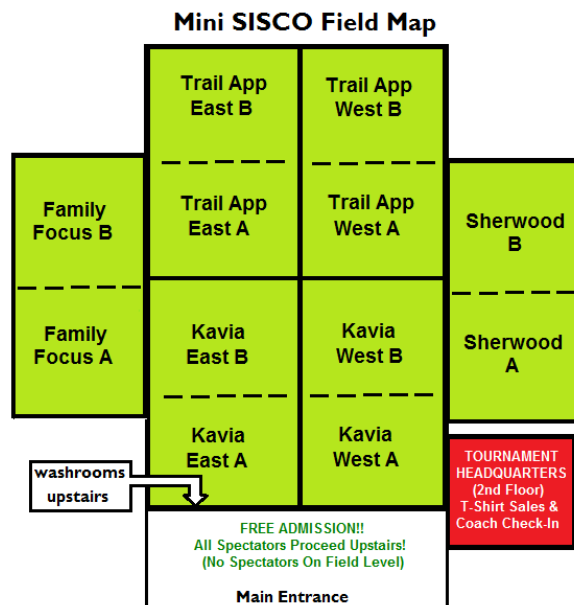 Mini SISCO Field Map
Trail App
East B
Trail App
West B
Family
Focus B
Trail App
East A
Trail App
West A
Sherwood
B
Family
Focus A
Kavia
East B
Kavia
West B
Sherwood
A
Kavia
East A
Kavia
West A
washrooms
upstairs
TOURNAMENT
HEADQUARTERS
(2nd Floor)
T-Shirt Sales &
Coach Check-In
FREE ADMISSION!!
All Spectators Proceed Upstairs!
(No Spectators On Field Level)
Main Entrance